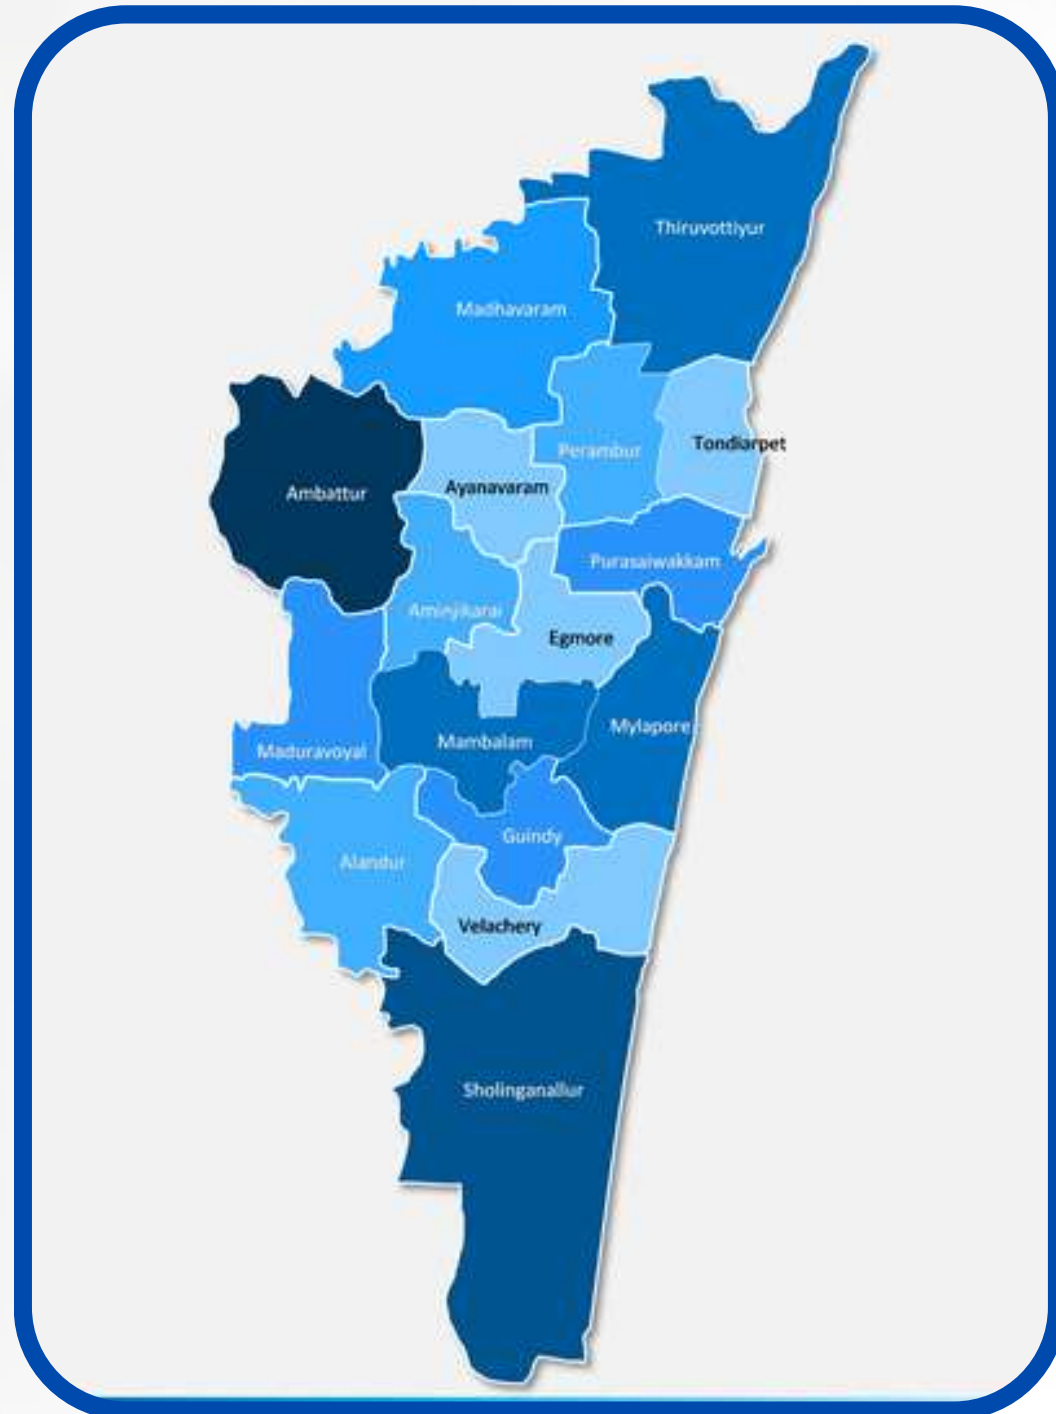 Thiruvottiyur
Madhavaram
Tondiarpet
Perambur
Ayanavaram
Ambattur
Purasaiwakkam
Aminjikarai
Egmore
Mylapore
Mambalam
Maduravoyal
Guindy
Alandur
Velachery
Sholinganallur